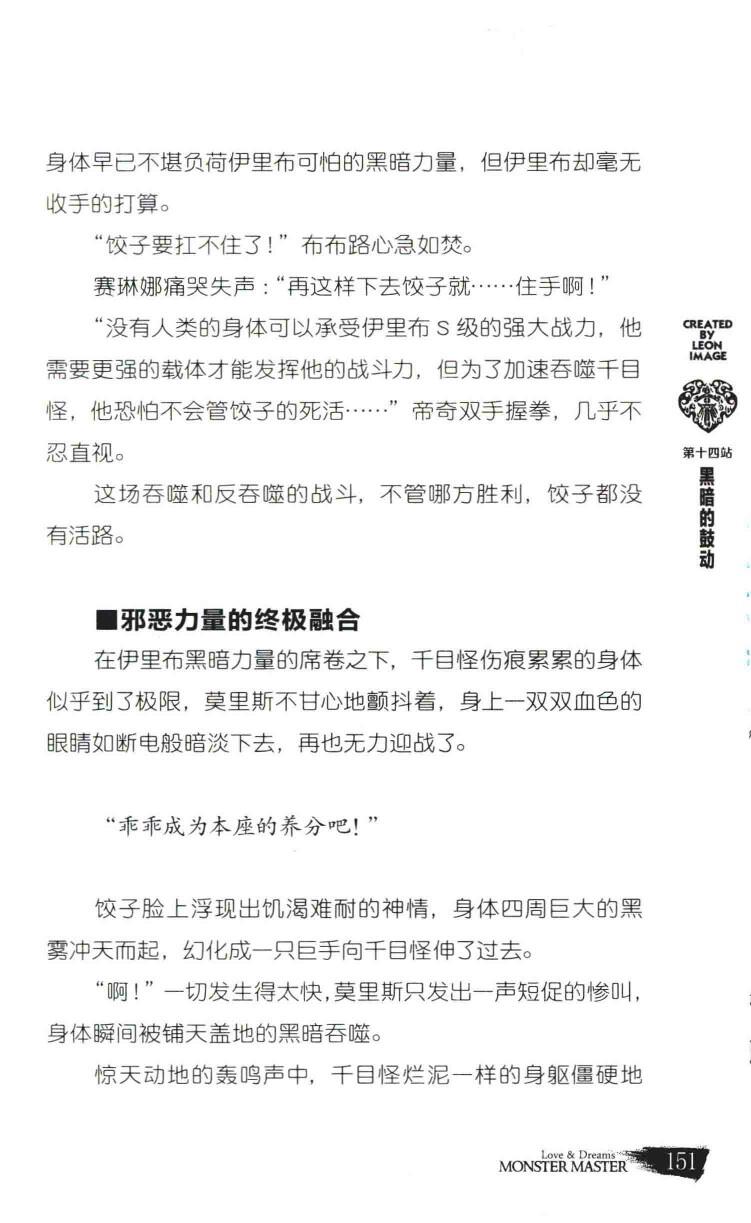 身体早已不堪负荷伊里布可怕的黑暗力量，但伊里布却毫无
收手的打算。
“饺子要扛不住了！”布布路心急如焚。
赛琳娜痛哭失声：“再这样下去饺子就……住手啊！”
“没有人类的身体可以承受伊里布S级的强大战力，他
需要更强的载体才能发挥他的战斗力，但为了加速吞噬千目
怪，他恐怕不会管饺子的死活……”帝奇双手握拳，几乎不
忍直视。
这场吞噬和反吞噬的战斗，不管哪方胜利，饺子都没
有活路。
■邪恶力量的终极融合
在伊里布黑暗力量的席卷之下，千目怪伤痕累累的身体
似乎到了极限，莫里斯不甘心地颤抖着，身上一双双血色的
眼睛如断电般暗淡下去，再也无力迎战了。
“乖乖成为本座的养分吧！”
饺子脸上浮现出饥渴难耐的神情，身体四周巨大的黑
雾冲天而起，幻化成一只巨手向千目怪伸了过去。
“啊！”一切发生得太快，莫里斯只发出一声短促的惨叫，
身体瞬间被铺天盖地的黑暗吞噬。
惊天动地的轰鸣声中，千目怪烂泥一样的身躯僵硬地
CREATED
BY
LEON
IMAGE
第十四站
黑暗的鼓动
Love & Dreams
MONSTER MASTER 151